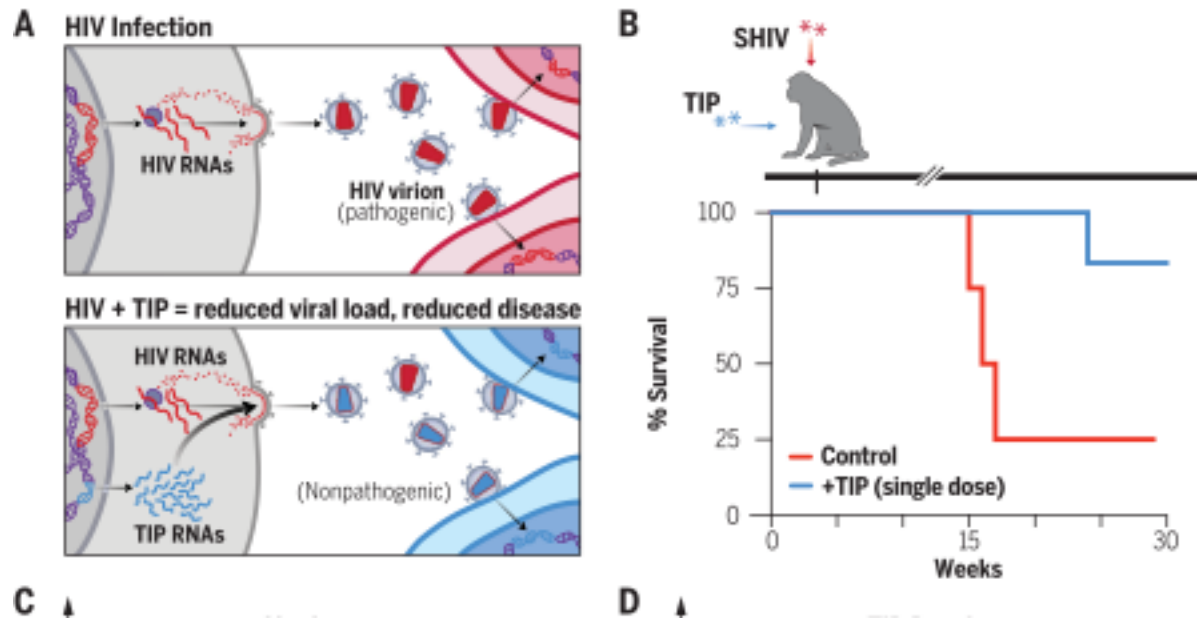 A
HIV Infection
HIV RNAs
HIV virion
(pathogenic)
HIV + TIP = reduced viral load, reduced disease
HIV RNAs
(Nonpathogenic)
TIP RNAs
B
SHIV **
TIP
**
% Survival
100
75
50
25
0
Control
+TIP (single dose)
0
15
30
Weeks
C
D